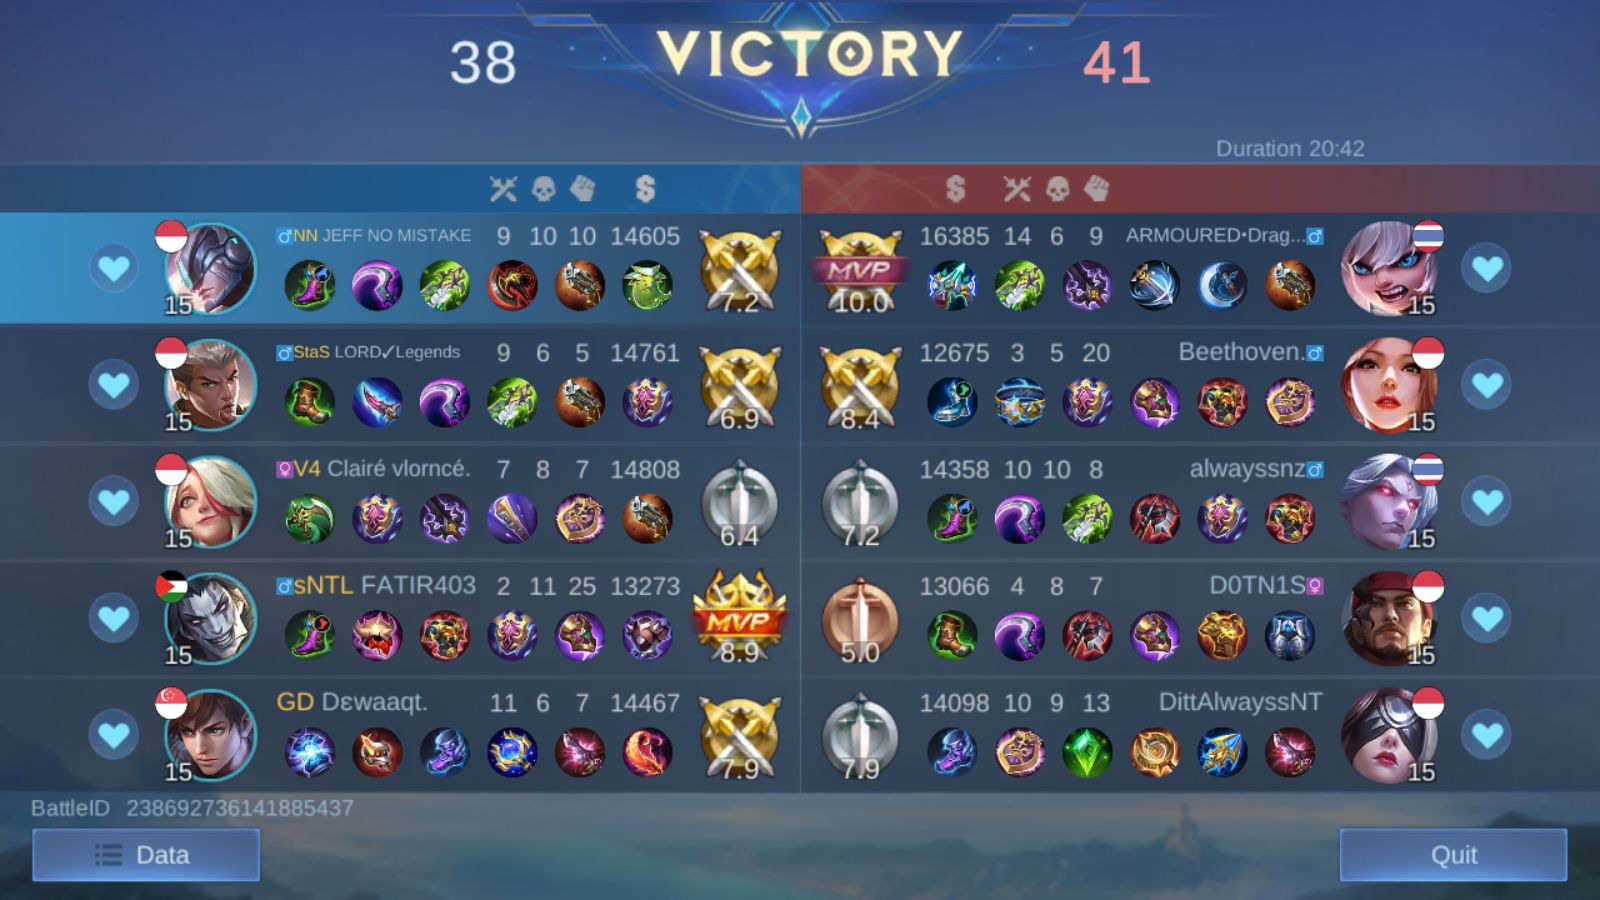 38 VICTORY 41
Duration 20:42
NN JEFF NO MISTAKE 9 10 10 14605
15 7.2
MVP 10.0 16385 14 6 9 ARMOURED•Drag...
15
StaS LORD✓Legends 9 6 5 14761
15 6.9
8.4 12675 3 5 20 Beethoven.
15
V4 Clairé vlorncé. 7 8 7 14808
15 6.4
7.2 14358 10 10 8 alwayssnz
15
sNTL FATIR403 2 11 25 13273
15 MVP 8.9
5.0 13066 4 8 7 D0TN1S
15
GD Dɛwaaqt. 11 6 7 14467
15 7.9
7.9 14098 10 9 13 DittAlwayssNT
15
BattleID 238692736141885437
Data
Quit